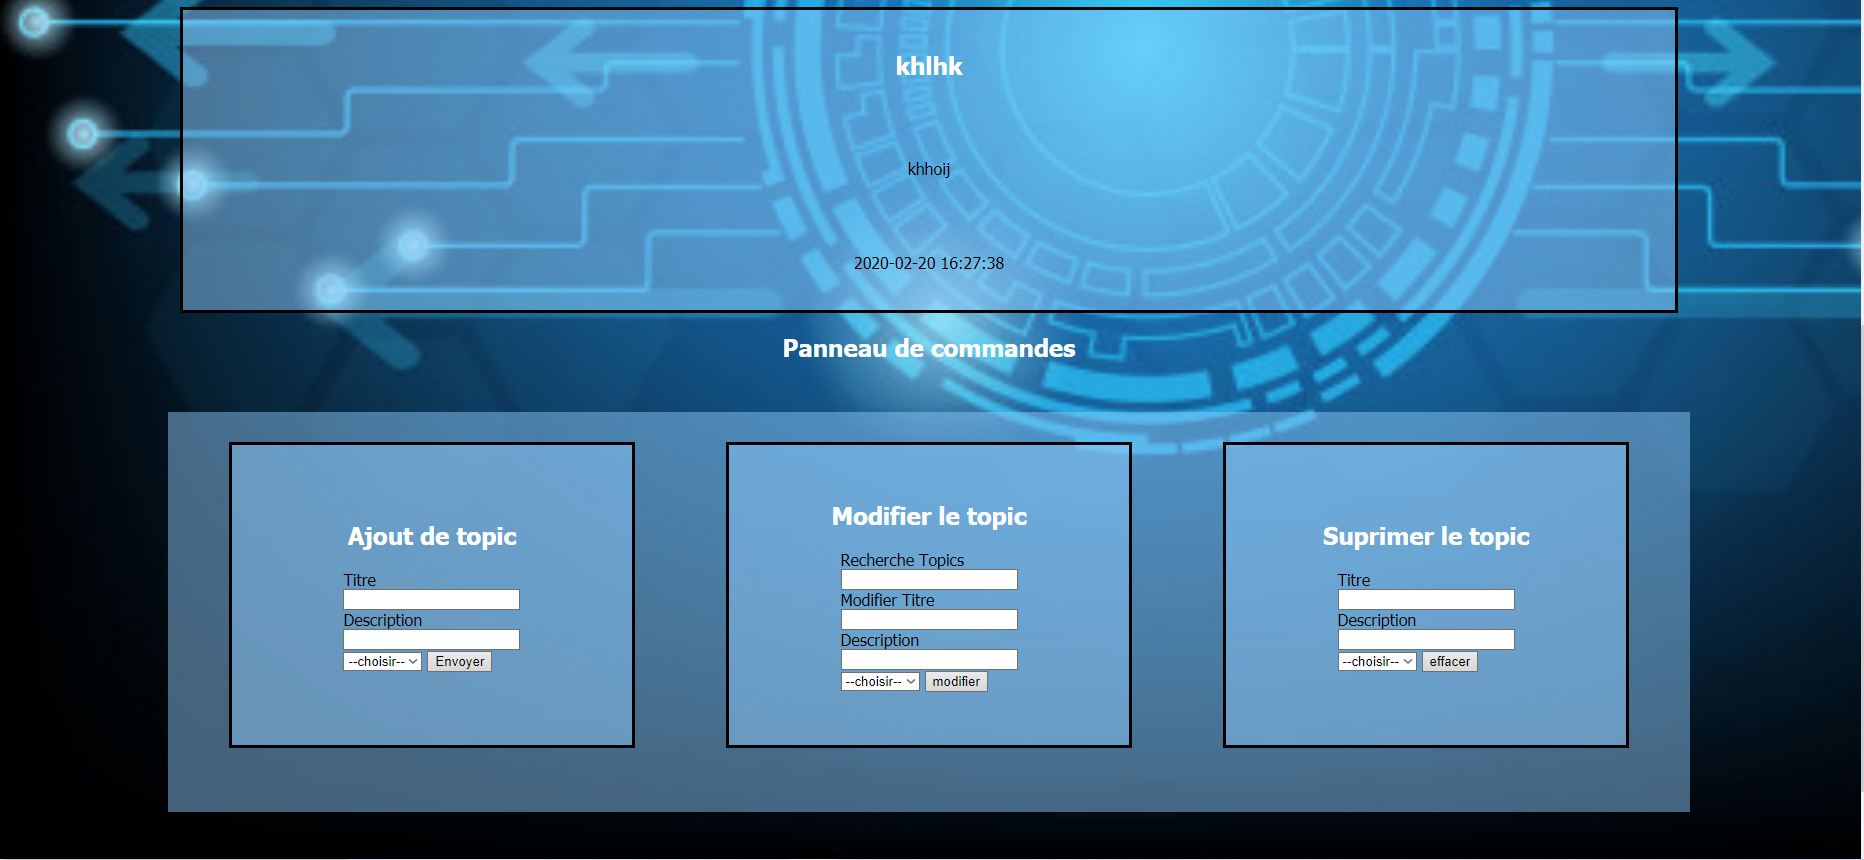 khlhk
khhoij
2020-02-20 16:27:38
Panneau de commandes
Ajout de topic
Titre
Description
--choisir-- Envoyer
Modifier le topic
Recherche Topics
Modifier Titre
Description
--choisir-- modifier
Suprimer le topic
Titre
Description
--choisir-- effacer